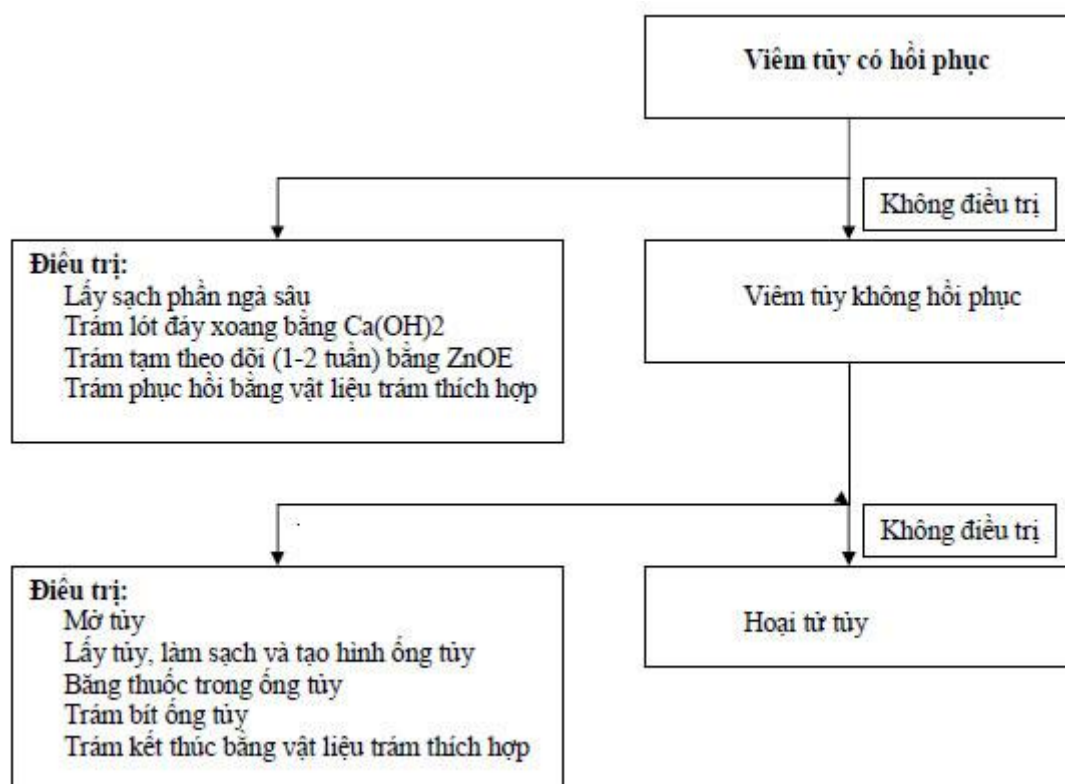 Viêm tủy có hồi phục
Không điều trị
Điều trị:
Lấy sạch phần ngà sâu
Trám lót đáy xoang bằng Ca(OH)2
Trám tạm theo dõi (1-2 tuần) bằng ZnOE
Trám phục hồi bằng vật liệu trám thích hợp
Viêm tủy không hồi phục
Không điều trị
Điều trị:
Mở tủy
Lấy tủy, làm sạch và tạo hình ống tủy
Băng thuốc trong ống tủy
Trám bít ống tủy
Trám kết thúc bằng vật liệu trám thích hợp
Hoại tử tủy